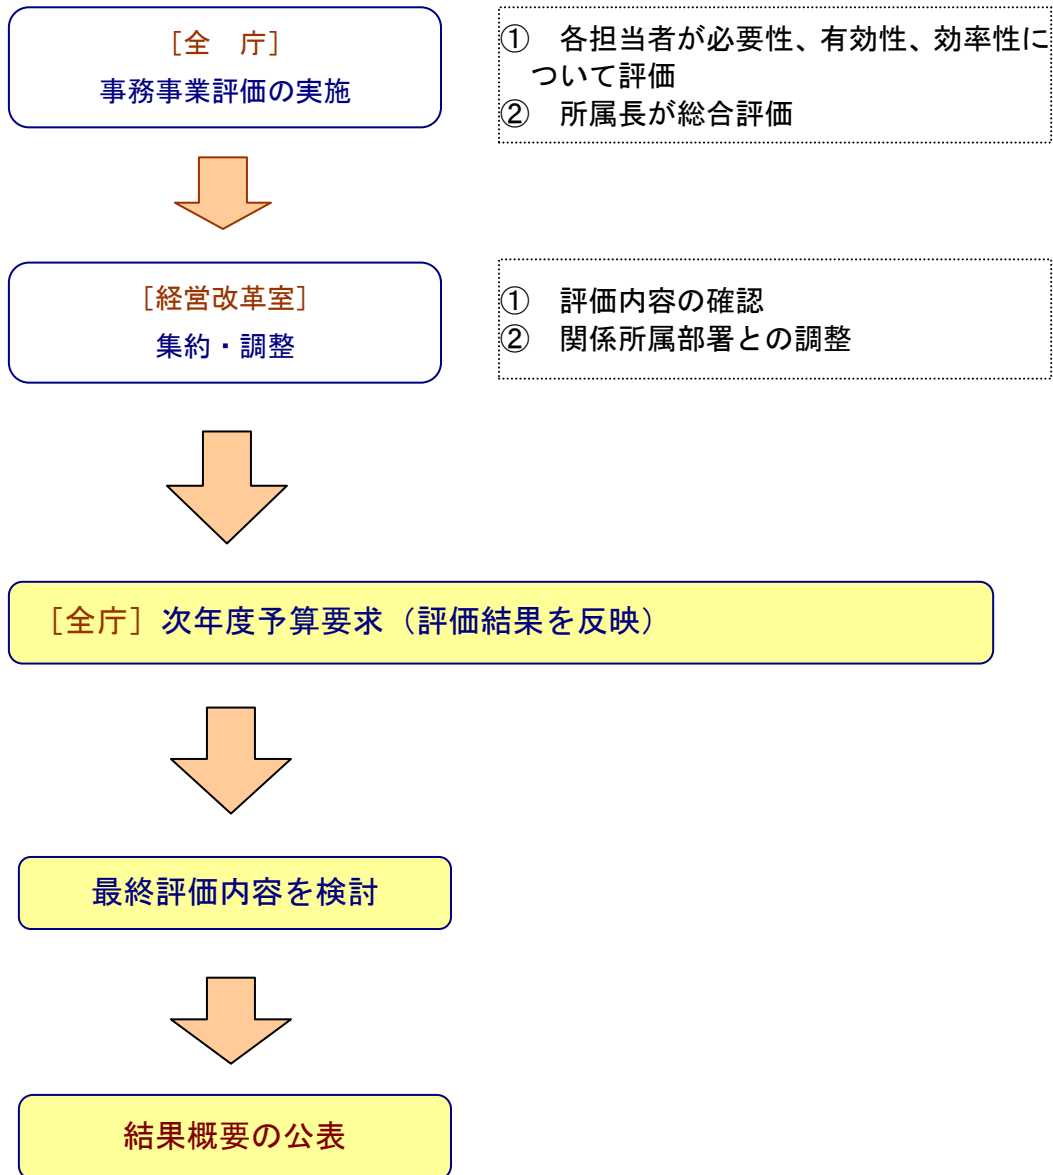 ［全　庁］
事務事業評価の実施
①　各担当者が必要性、有効性、効率性に
ついて評価
②　所属長が総合評価
［経営改革室］
集約・調整
①　評価内容の確認
②　関係所属部署との調整
［全庁］次年度予算要求（評価結果を反映）
最終評価内容を検討
結果概要の公表